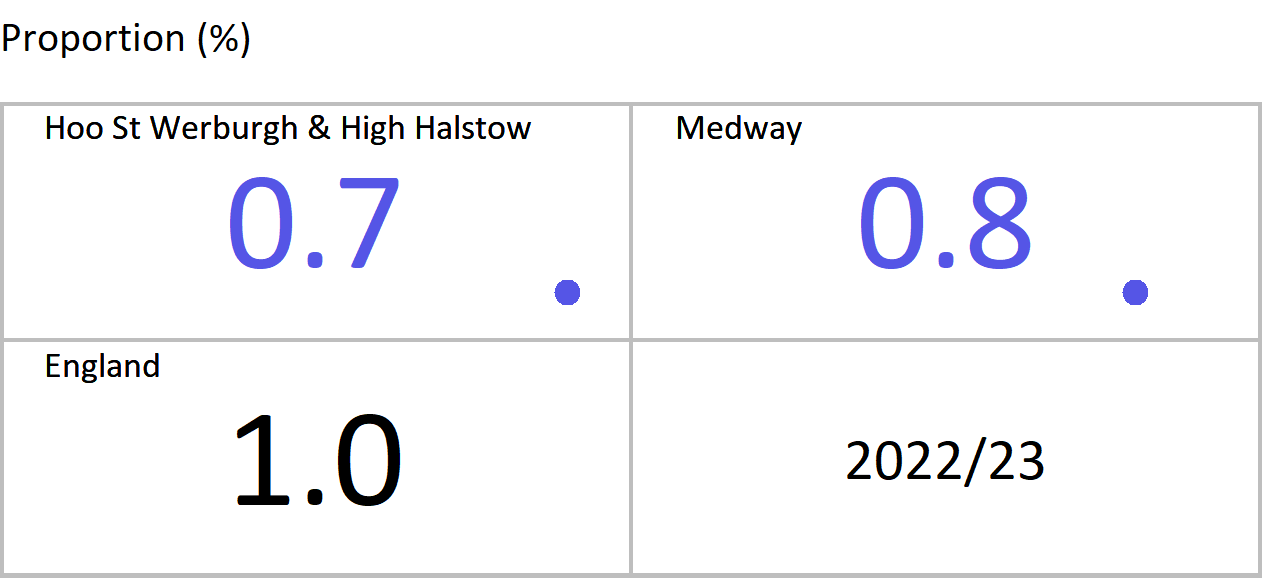 Proportion (%)
Hoo St Werburgh & High Halstow
0.7
Medway
0.8
England
1.0
2022/23